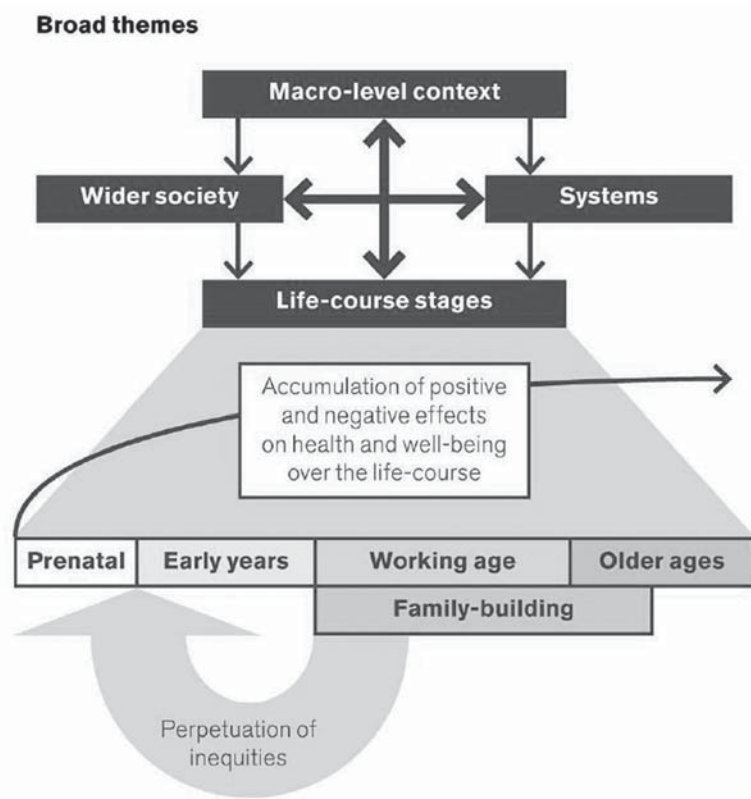 Broad themes
Macro-level context
Wider society
Systems
Life-course stages
Accumulation of positive
and negative effects
on health and well-being
over the life-course
Prenatal
Early years
Working age
Older ages
Family-building
Perpetuation of
inequities